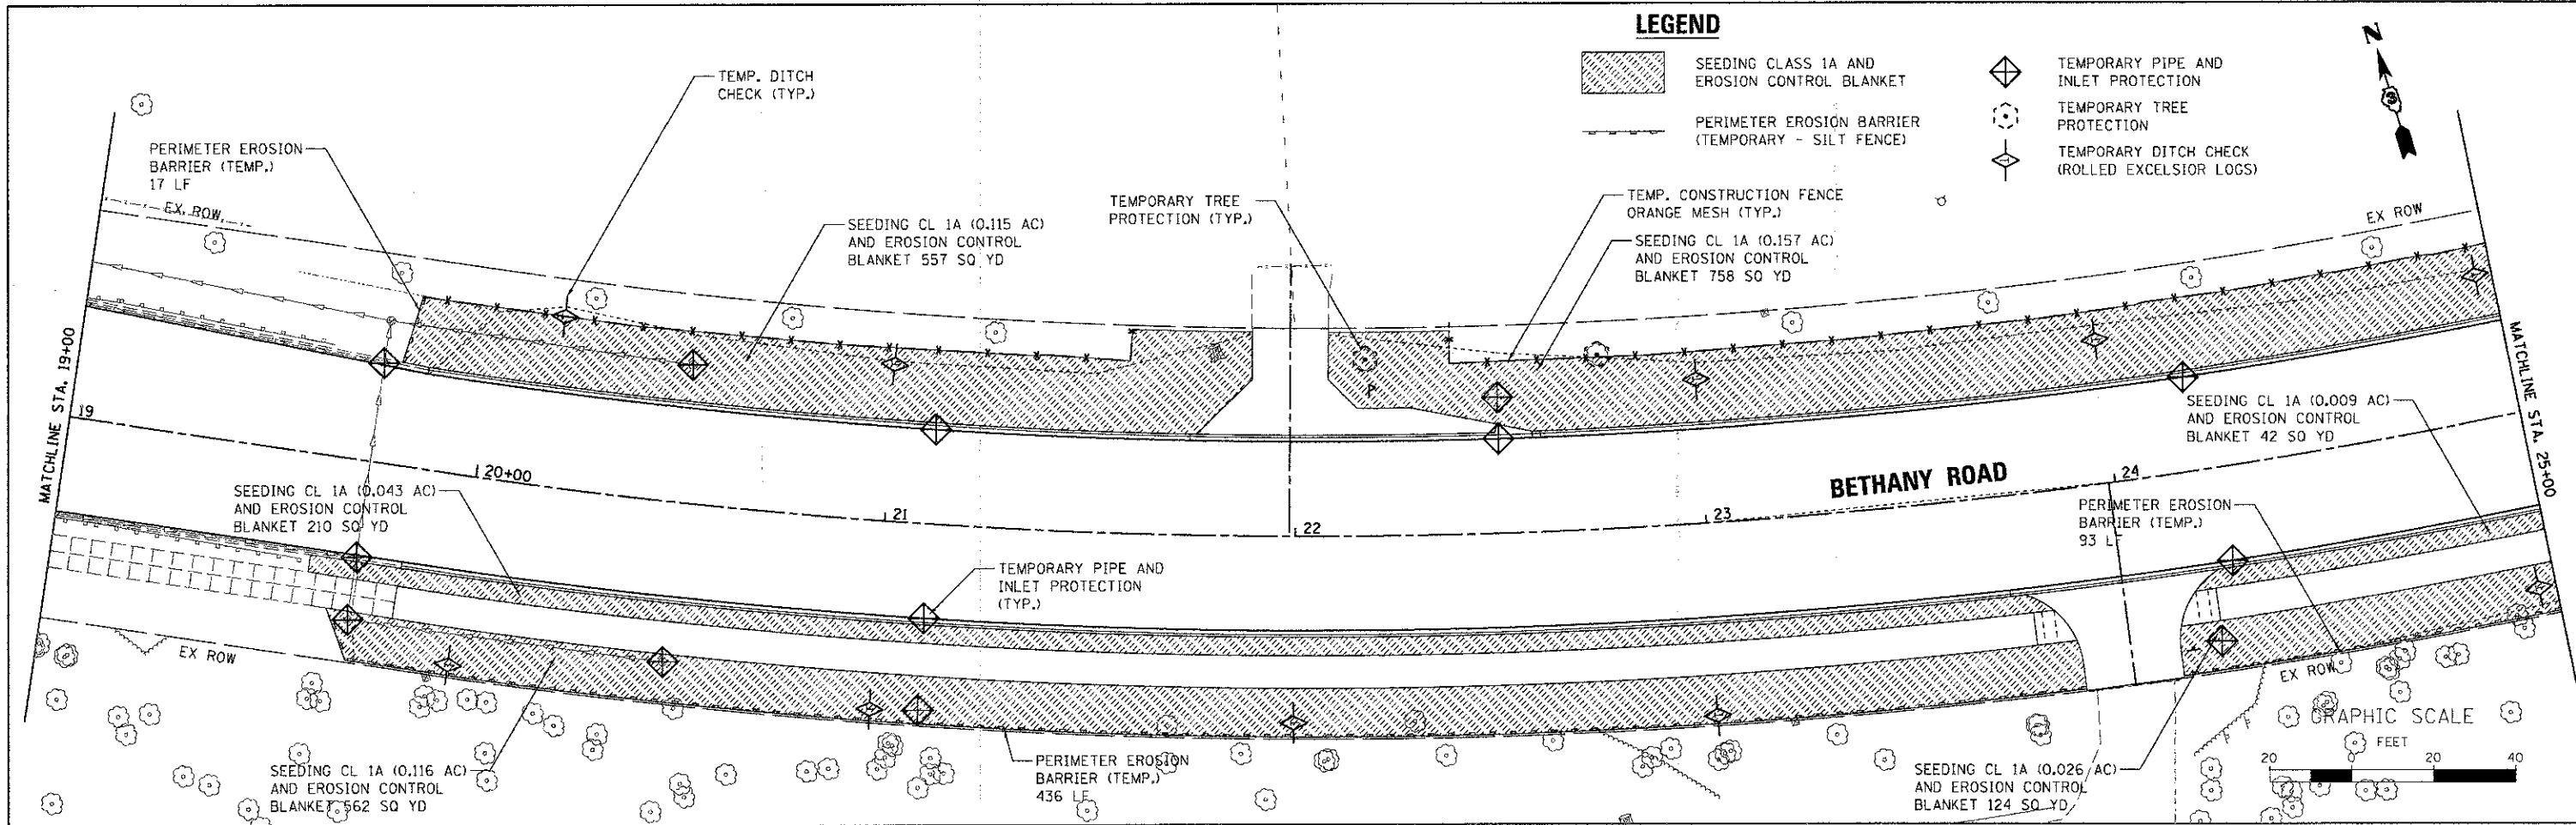 LEGEND
SEEDING CLASS 1A AND
EROSION CONTROL BLANKET
PERIMETER EROSION BARRIER
(TEMPORARY - SILT FENCE)
TEMPORARY PIPE AND
INLET PROTECTION
TEMPORARY TREE
PROTECTION
TEMPORARY DITCH CHECK
(ROLLED EXCELSIOR LOGS)
N
TEMP. DITCH
CHECK (TYP.)
PERIMETER EROSION
BARRIER (TEMP.)
17 LF
EX. ROW
SEEDING CL 1A (0.115 AC)
AND EROSION CONTROL
BLANKET 557 SQ YD
TEMPORARY TREE
PROTECTION (TYP.)
TEMP. CONSTRUCTION FENCE
ORANGE MESH (TYP.)
SEEDING CL 1A (0.157 AC)
AND EROSION CONTROL
BLANKET 758 SQ YD
EX ROW
MATCHLINE STA. 19+00
MATCHLINE STA. 25+00
P
19
20+00
21
22
23
24
BETHANY ROAD
SEEDING CL 1A (0.009 AC)
AND EROSION CONTROL
BLANKET 42 SQ YD
SEEDING CL 1A (0.043 AC)
AND EROSION CONTROL
BLANKET 210 SQ YD
PERIMETER EROSION
BARRIER (TEMP.)
93 LF
TEMPORARY PIPE AND
INLET PROTECTION
(TYP.)
EX ROW
EX ROW
SEEDING CL 1A (0.116 AC)
AND EROSION CONTROL
BLANKET 562 SQ YD
PERIMETER EROSION
BARRIER (TEMP.)
436 LF
SEEDING CL 1A (0.026 AC)
AND EROSION CONTROL
BLANKET 124 SQ YD
GRAPHIC SCALE
FEET
20 0 20 40